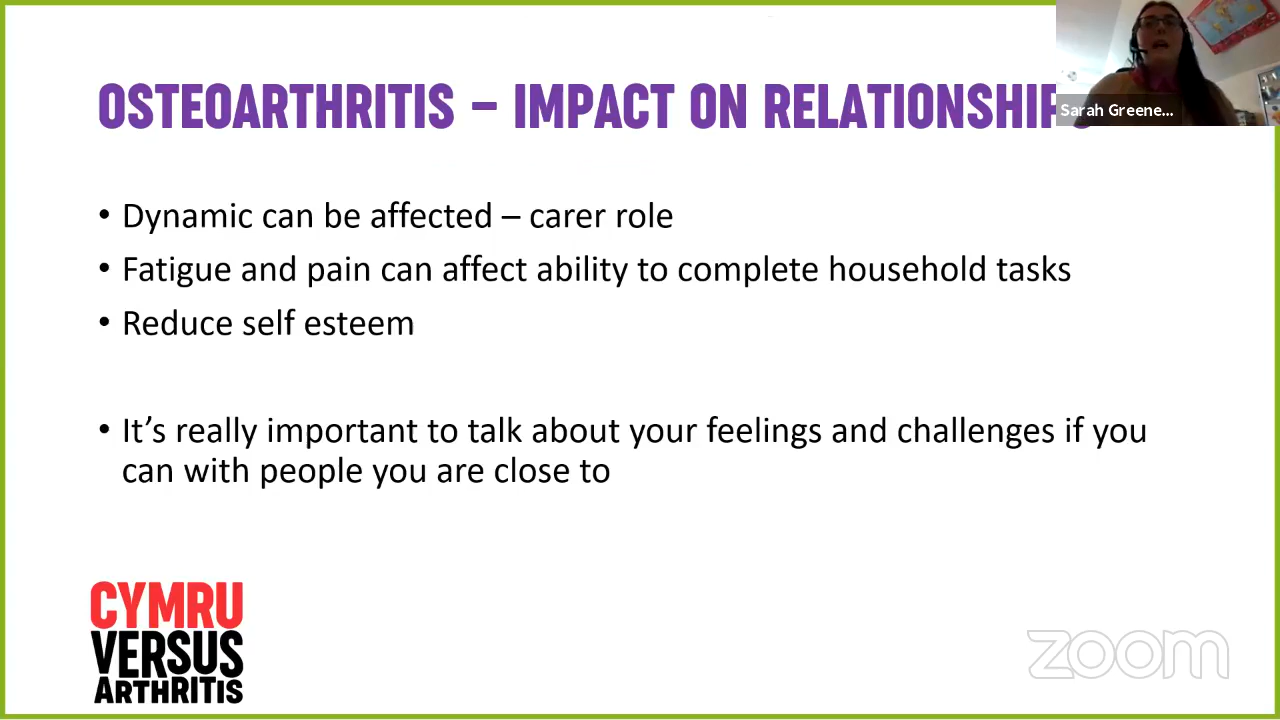 OSTEOARTHRITIS – IMPACT ON RELATIONSHIP
Sarah Greene...
• Dynamic can be affected – carer role
• Fatigue and pain can affect ability to complete household tasks
• Reduce self esteem
• It’s really important to talk about your feelings and challenges if you
can with people you are close to
CYMRU
VERSUS
ARTHRITIS
zoom